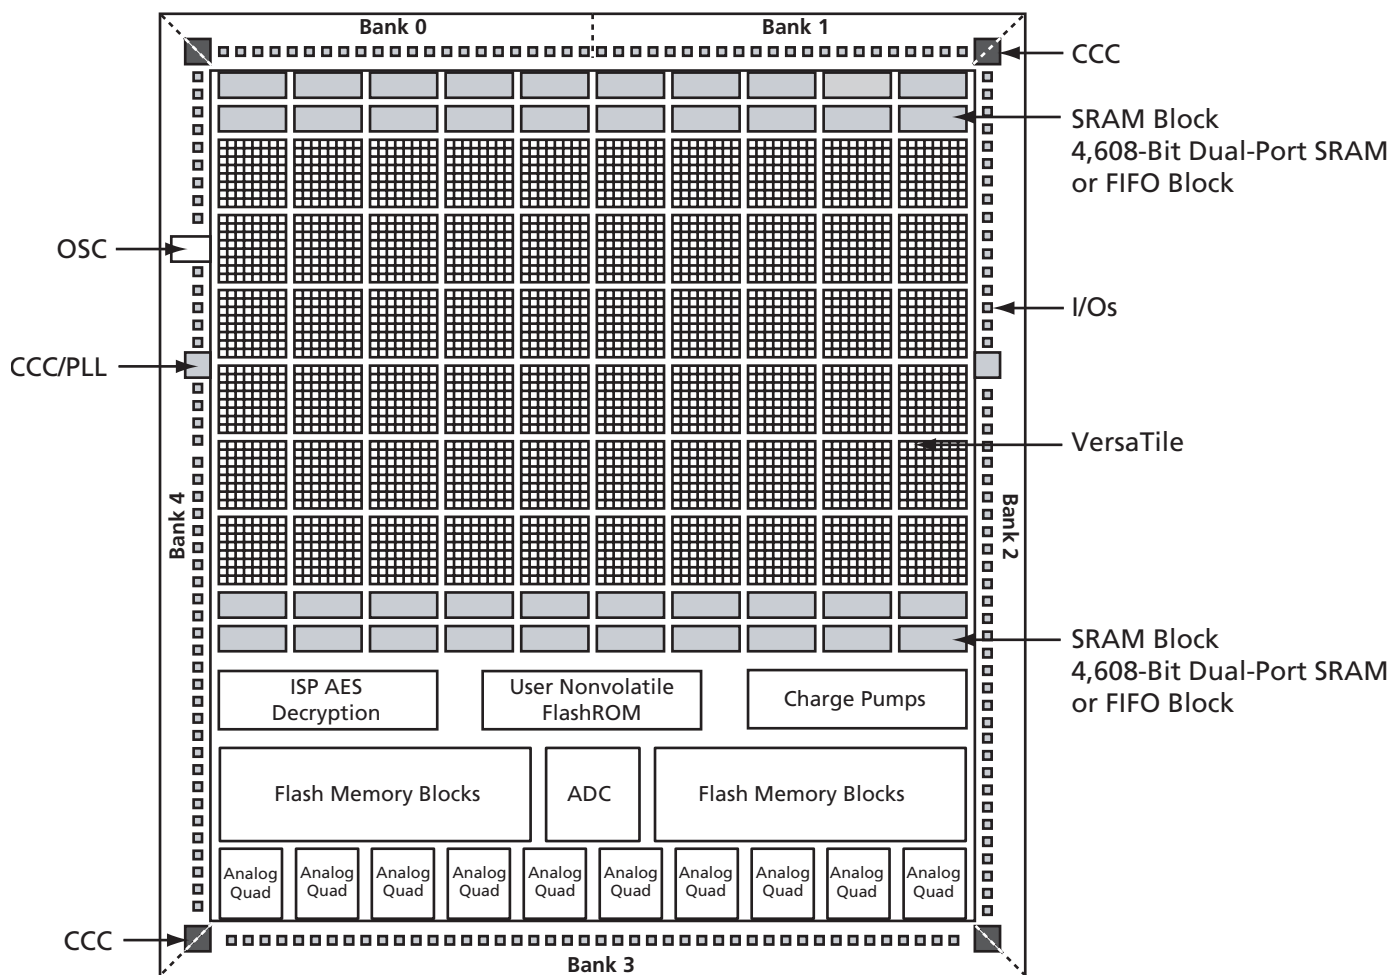 Bank 0
Bank 1
CCC
SRAM Block
4,608-Bit Dual-Port SRAM
or FIFO Block
OSC
I/Os
CCC/PLL
VersaTile
Bank 4
Bank 2
SRAM Block
4,608-Bit Dual-Port SRAM
or FIFO Block
ISP AES
Decryption
User Nonvolatile
FlashROM
Charge Pumps
Flash Memory Blocks
ADC
Flash Memory Blocks
Analog
Quad
Analog
Quad
Analog
Quad
Analog
Quad
Analog
Quad
Analog
Quad
Analog
Quad
Analog
Quad
Analog
Quad
Analog
Quad
CCC
Bank 3